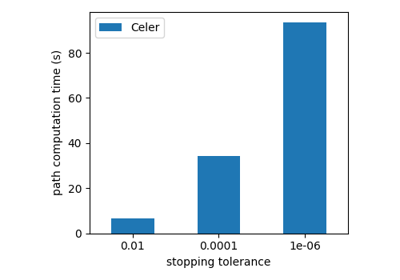 Celer
path computation time (s)
80
60
40
20
0
0.01 0.0001 1e-06
stopping tolerance